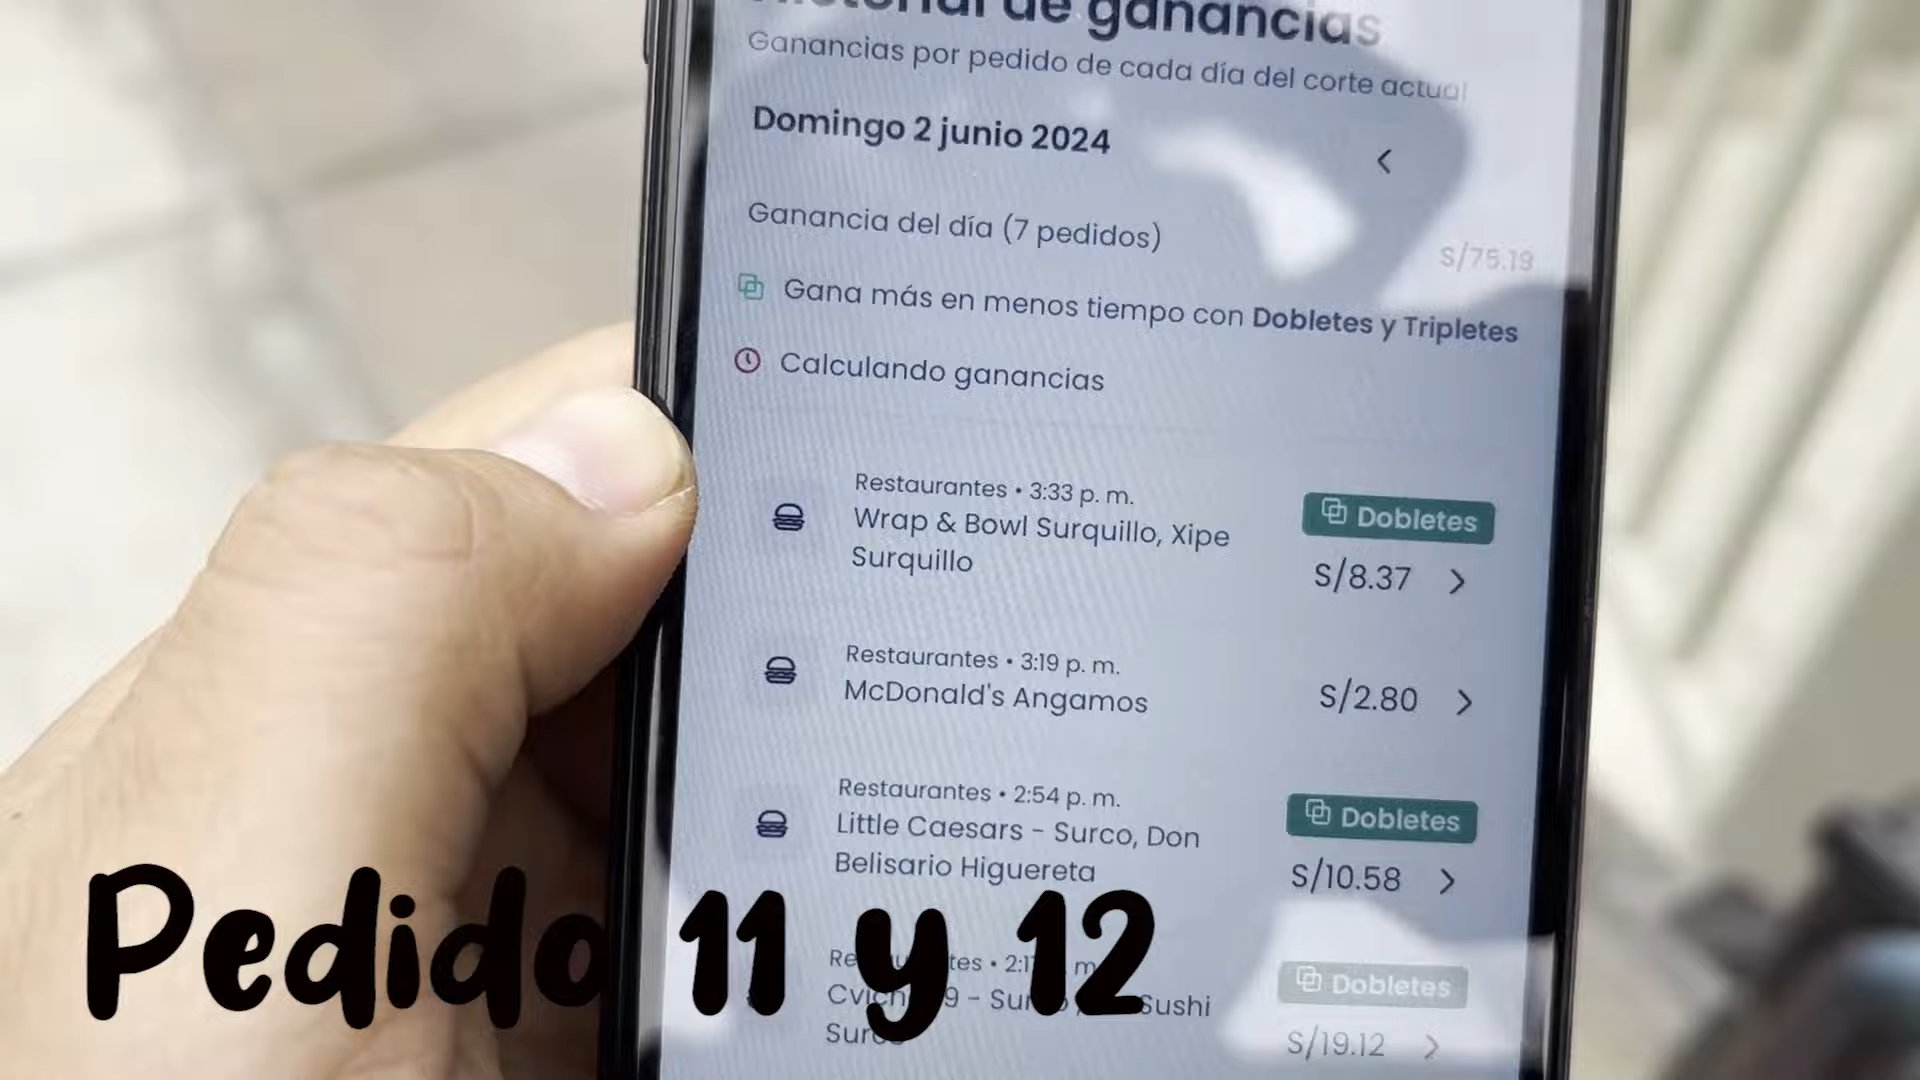 Historial de ganancias
Ganancias por pedido de cada día del corte actual
Domingo 2 junio 2024
Ganancia del día (7 pedidos)
S/75.19
Gana más en menos tiempo con Dobletes y Tripletes
Calculando ganancias
Restaurantes • 3:33 p. m.
Wrap & Bowl Surquillo, Xipe
Surquillo
Dobletes
S/8.37
Restaurantes • 3:19 p. m.
McDonald's Angamos
S/2.80
Restaurantes • 2:54 p. m.
Little Caesars - Surco, Don
Belisario Higuereta
Dobletes
S/10.58
Pedido 11 y 12
Sushi
Dobletes
S/19.12